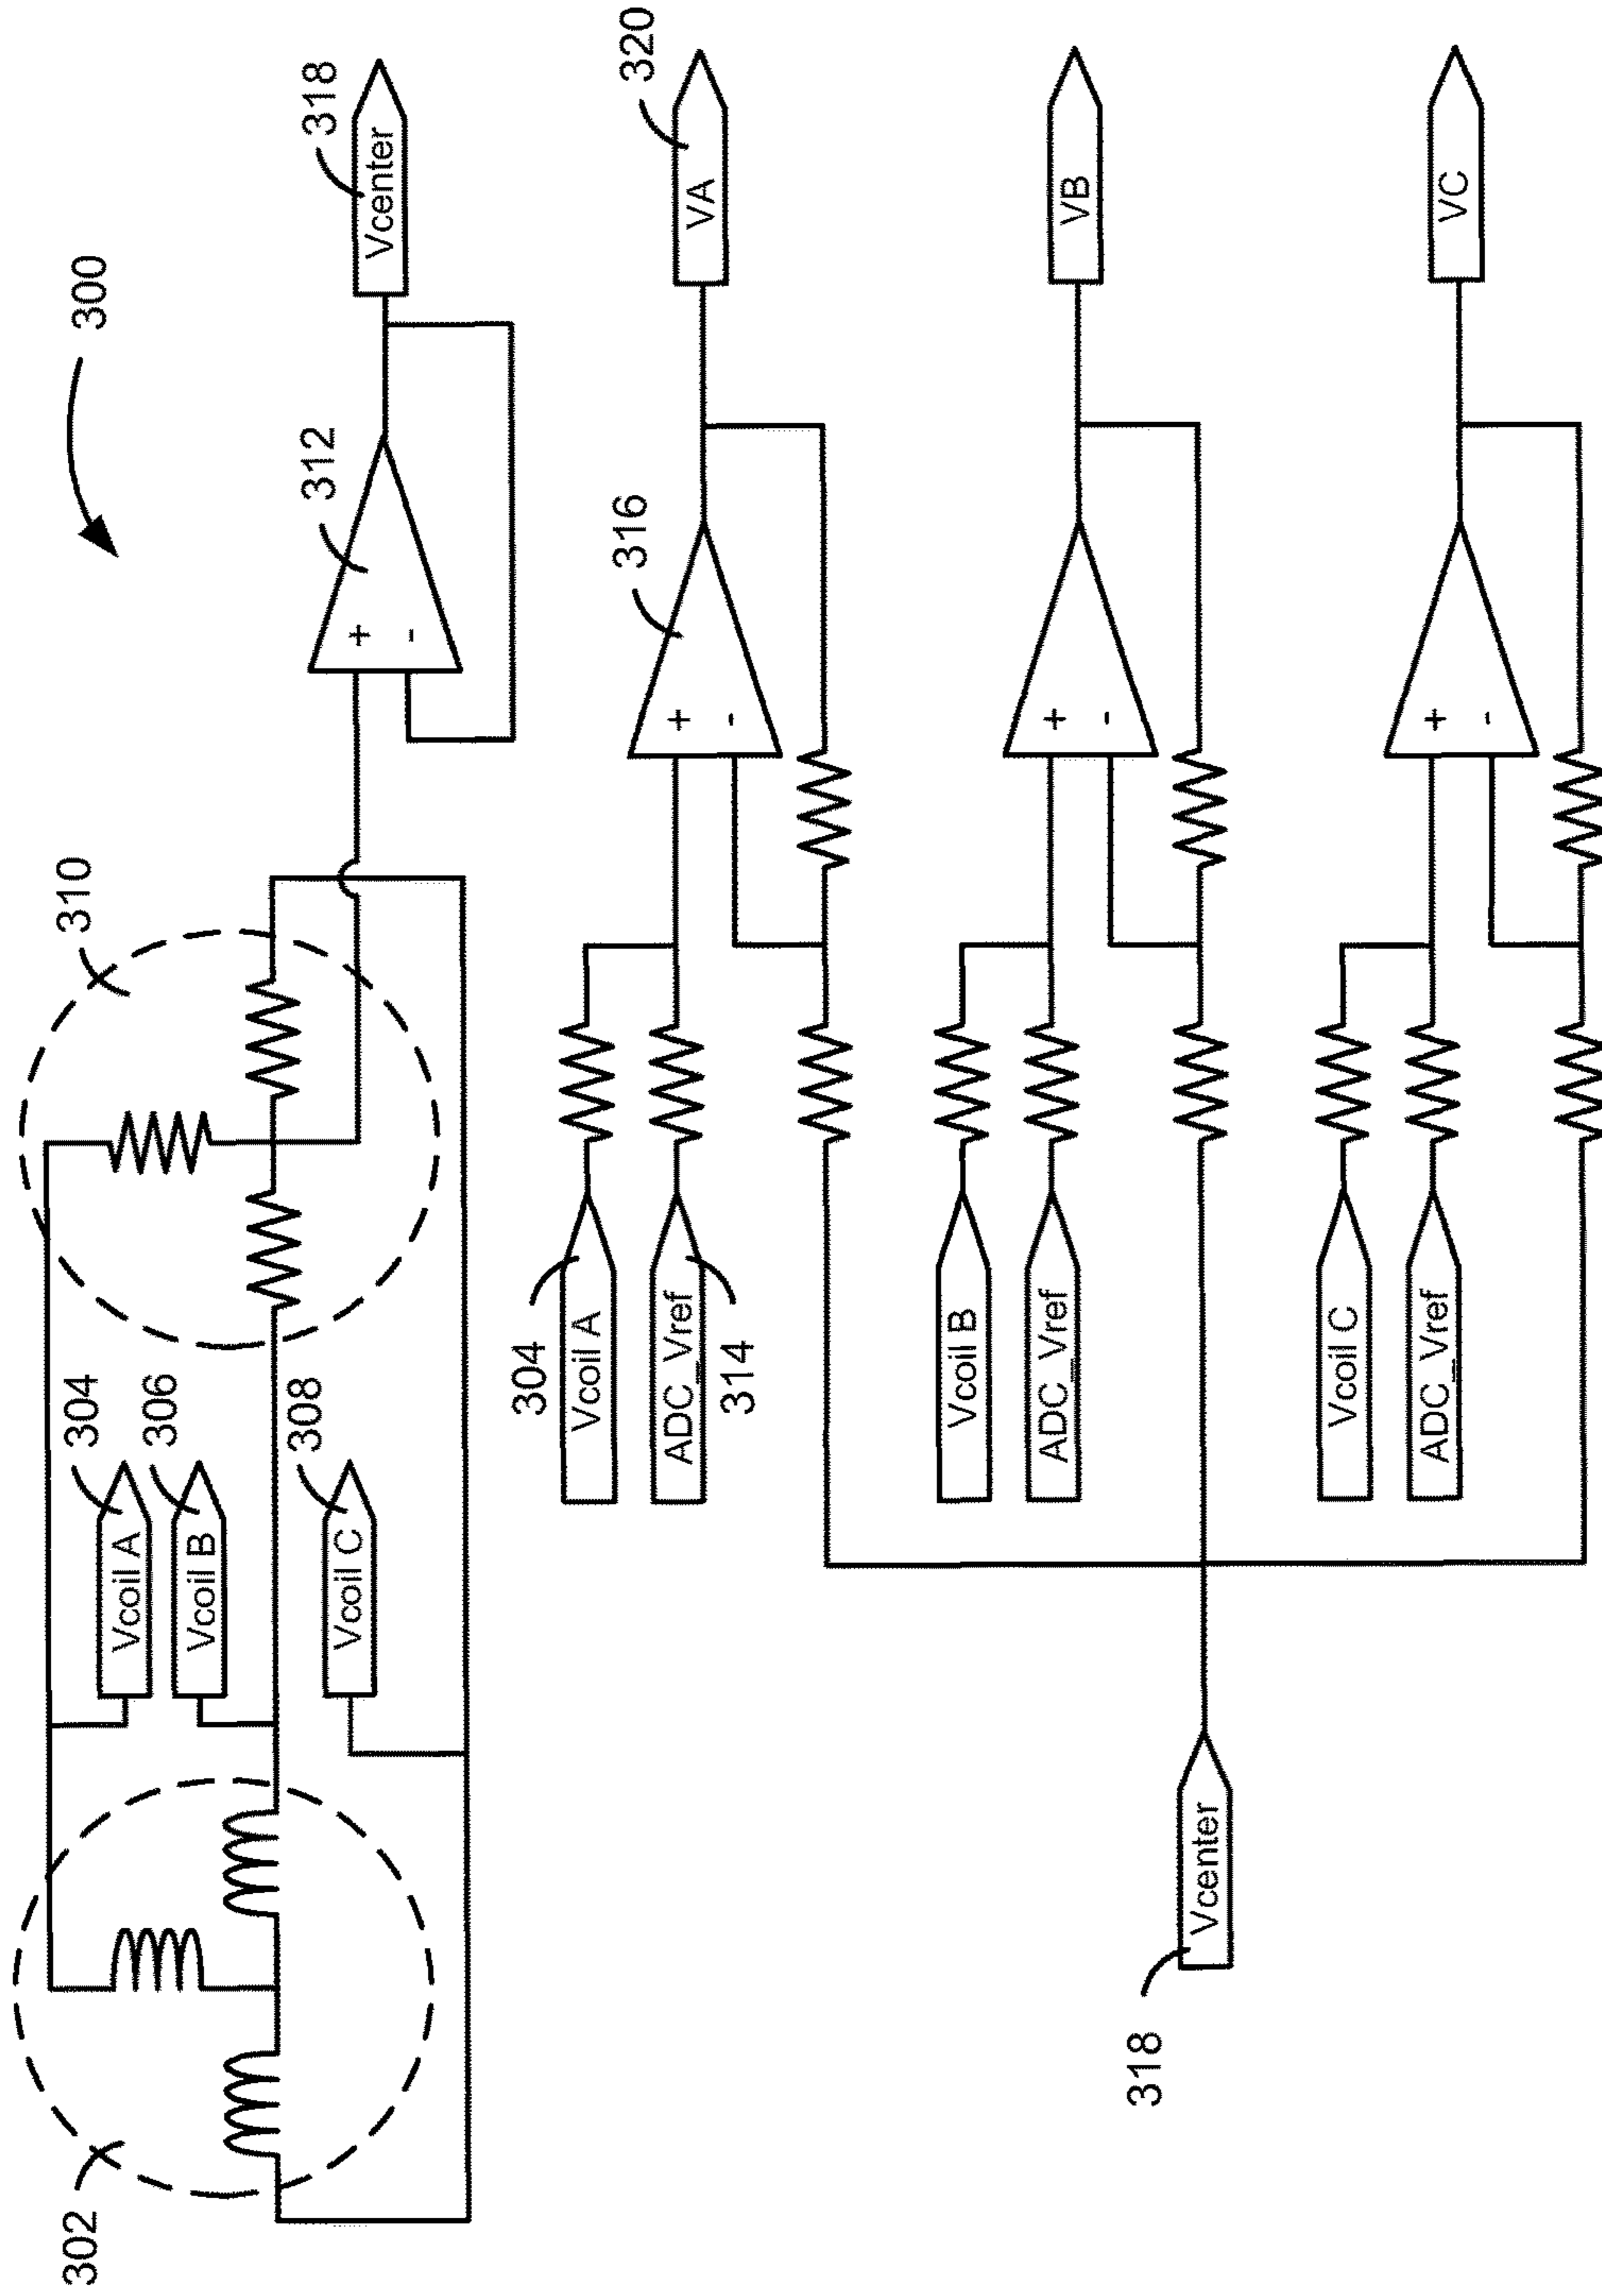 300
302
304
306
308
310
312
318
Vcoil A
Vcoil B
Vcoil C
+
-
Vcenter
304
Vcoil A
ADC_Vref
314
316
+
-
VA
320
Vcoil B
ADC_Vref
+
-
VB
318
Vcenter
Vcoil C
ADC_Vref
+
-
VC